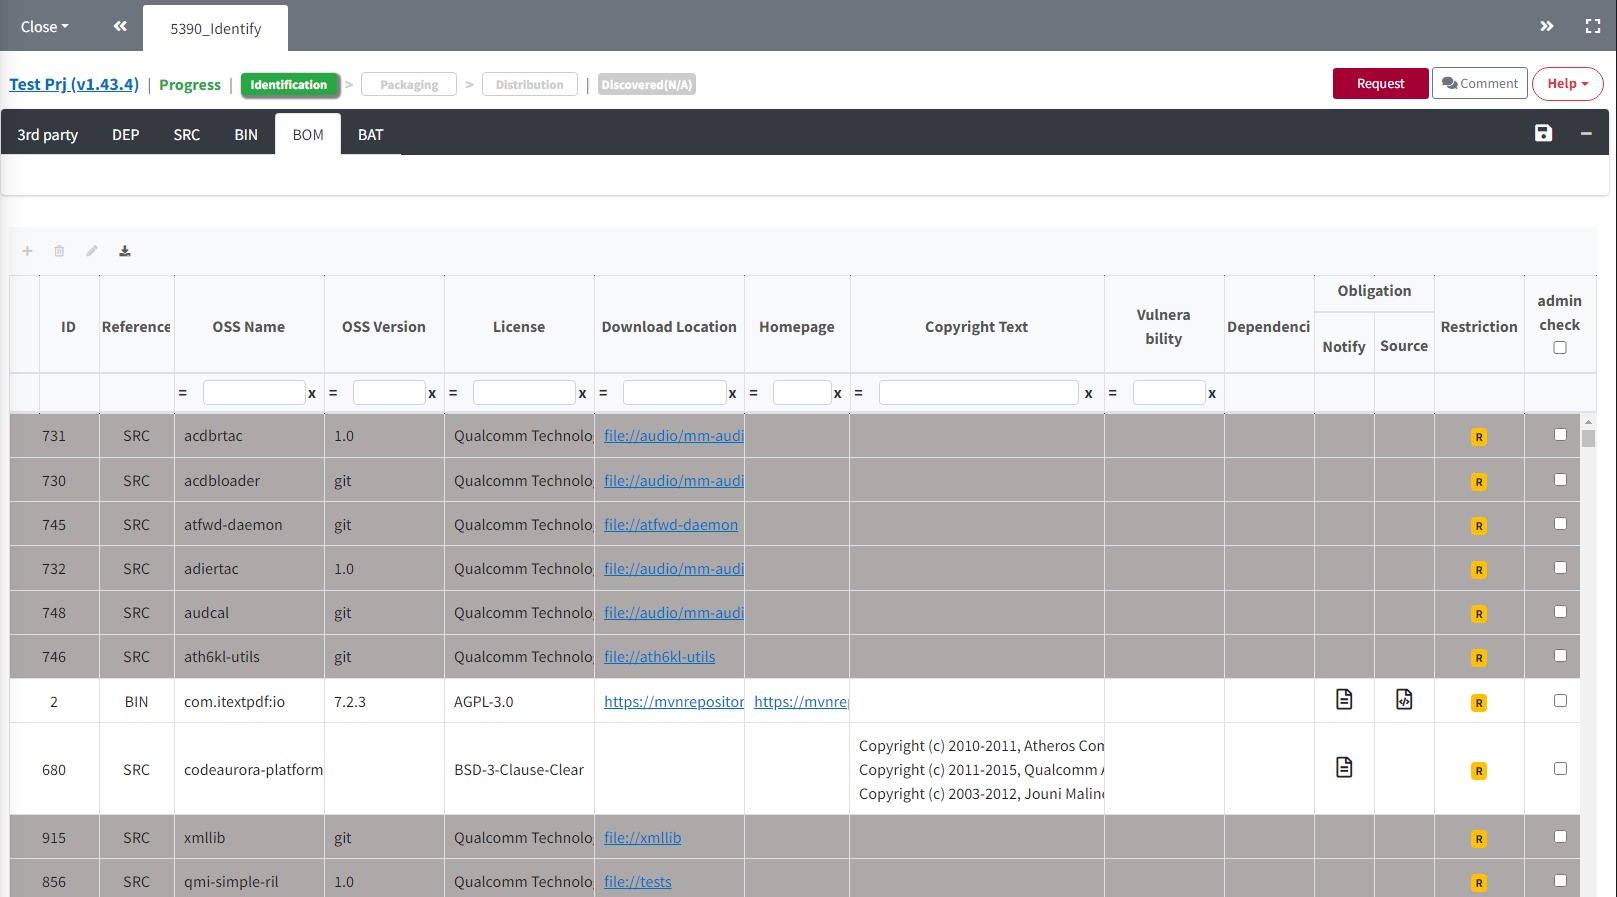 Close
5390_Identify
Test Prj (v1.43.4) | Progress | Identification > Packaging > Distribution | Discovered(N/A)
Request Comment Help
3rd party DEP SRC BIN BOM BAT
ID Reference OSS Name OSS Version License Download Location Homepage Copyright Text Vulnera bility Dependenci Obligation Notify Source Restriction admin check
= x = x = x = x = x = x = x
731 SRC acdbrtac 1.0 Qualcomm Technolo file://audio/mm-audi R
730 SRC acdbloader git Qualcomm Technolo file://audio/mm-audi R
745 SRC atfwd-daemon git Qualcomm Technolo file://atfwd-daemon R
732 SRC adiertac 1.0 Qualcomm Technolo file://audio/mm-audi R
748 SRC audcal git Qualcomm Technolo file://audio/mm-audi R
746 SRC ath6kl-utils git Qualcomm Technolo file://ath6kl-utils R
2 BIN com.itextpdf:io 7.2.3 AGPL-3.0 https://mvnrepositor https://mvnre R
680 SRC codeaurora-platform BSD-3-Clause-Clear R
Copyright (c) 2010-2011, Atheros Com
Copyright (c) 2011-2015, Qualcomm A
Copyright (c) 2003-2012, Jouni Maline
915 SRC xmllib git Qualcomm Technolo file://xmllib R
856 SRC qmi-simple-ril 1.0 Qualcomm Technolo file://tests R